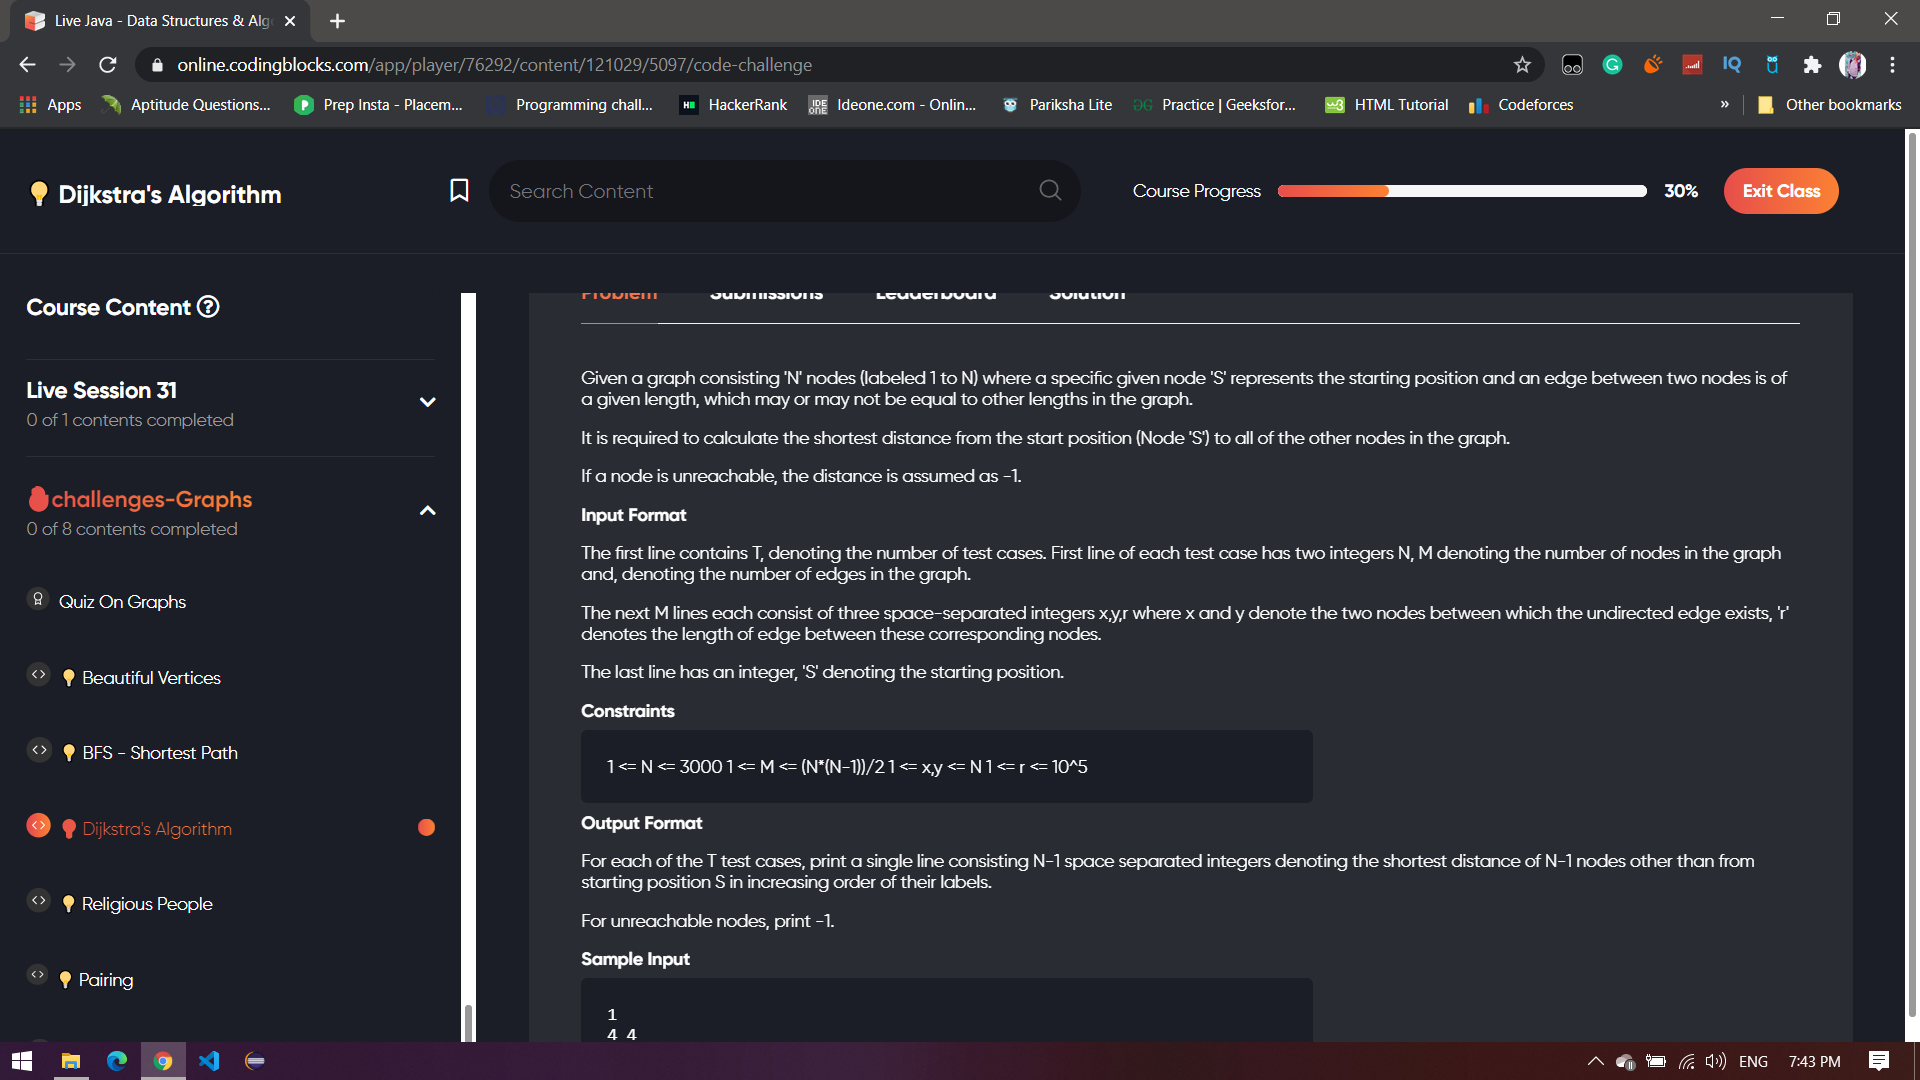 Live Java - Data Structures & Alg
online.codingblocks.com/app/player/76292/content/121029/5097/code-challenge
Apps Aptitude Questions... Prep Insta - Placem... Programming chall... HackerRank Ideone.com - Onlin... Pariksha Lite Practice | Geeksfor... HTML Tutorial Codeforces » Other bookmarks
Dijkstra's Algorithm
Search Content
Course Progress 30%
Exit Class
Course Content
Live Session 31
0 of 1 contents completed
challenges-Graphs
0 of 8 contents completed
Quiz On Graphs
Beautiful Vertices
BFS - Shortest Path
Dijkstra's Algorithm
Religious People
Pairing
Problem Submissions Leaderboard Solution
Given a graph consisting 'N' nodes (labeled 1 to N) where a specific given node 'S' represents the starting position and an edge between two nodes is of
a given length, which may or may not be equal to other lengths in the graph.
It is required to calculate the shortest distance from the start position (Node 'S') to all of the other nodes in the graph.
If a node is unreachable, the distance is assumed as -1.
Input Format
The first line contains T, denoting the number of test cases. First line of each test case has two integers N, M denoting the number of nodes in the graph
and, denoting the number of edges in the graph.
The next M lines each consist of three space-separated integers x,y,r where x and y denote the two nodes between which the undirected edge exists, 'r'
denotes the length of edge between these corresponding nodes.
The last line has an integer, 'S' denoting the starting position.
Constraints
1 <= N <= 3000 1 <= M <= (N*(N-1))/2 1 <= x,y <= N 1 <= r <= 10^5
Output Format
For each of the T test cases, print a single line consisting N-1 space separated integers denoting the shortest distance of N-1 nodes other than from
starting position S in increasing order of their labels.
For unreachable nodes, print -1.
Sample Input
1
4 4
ENG 7:43 PM